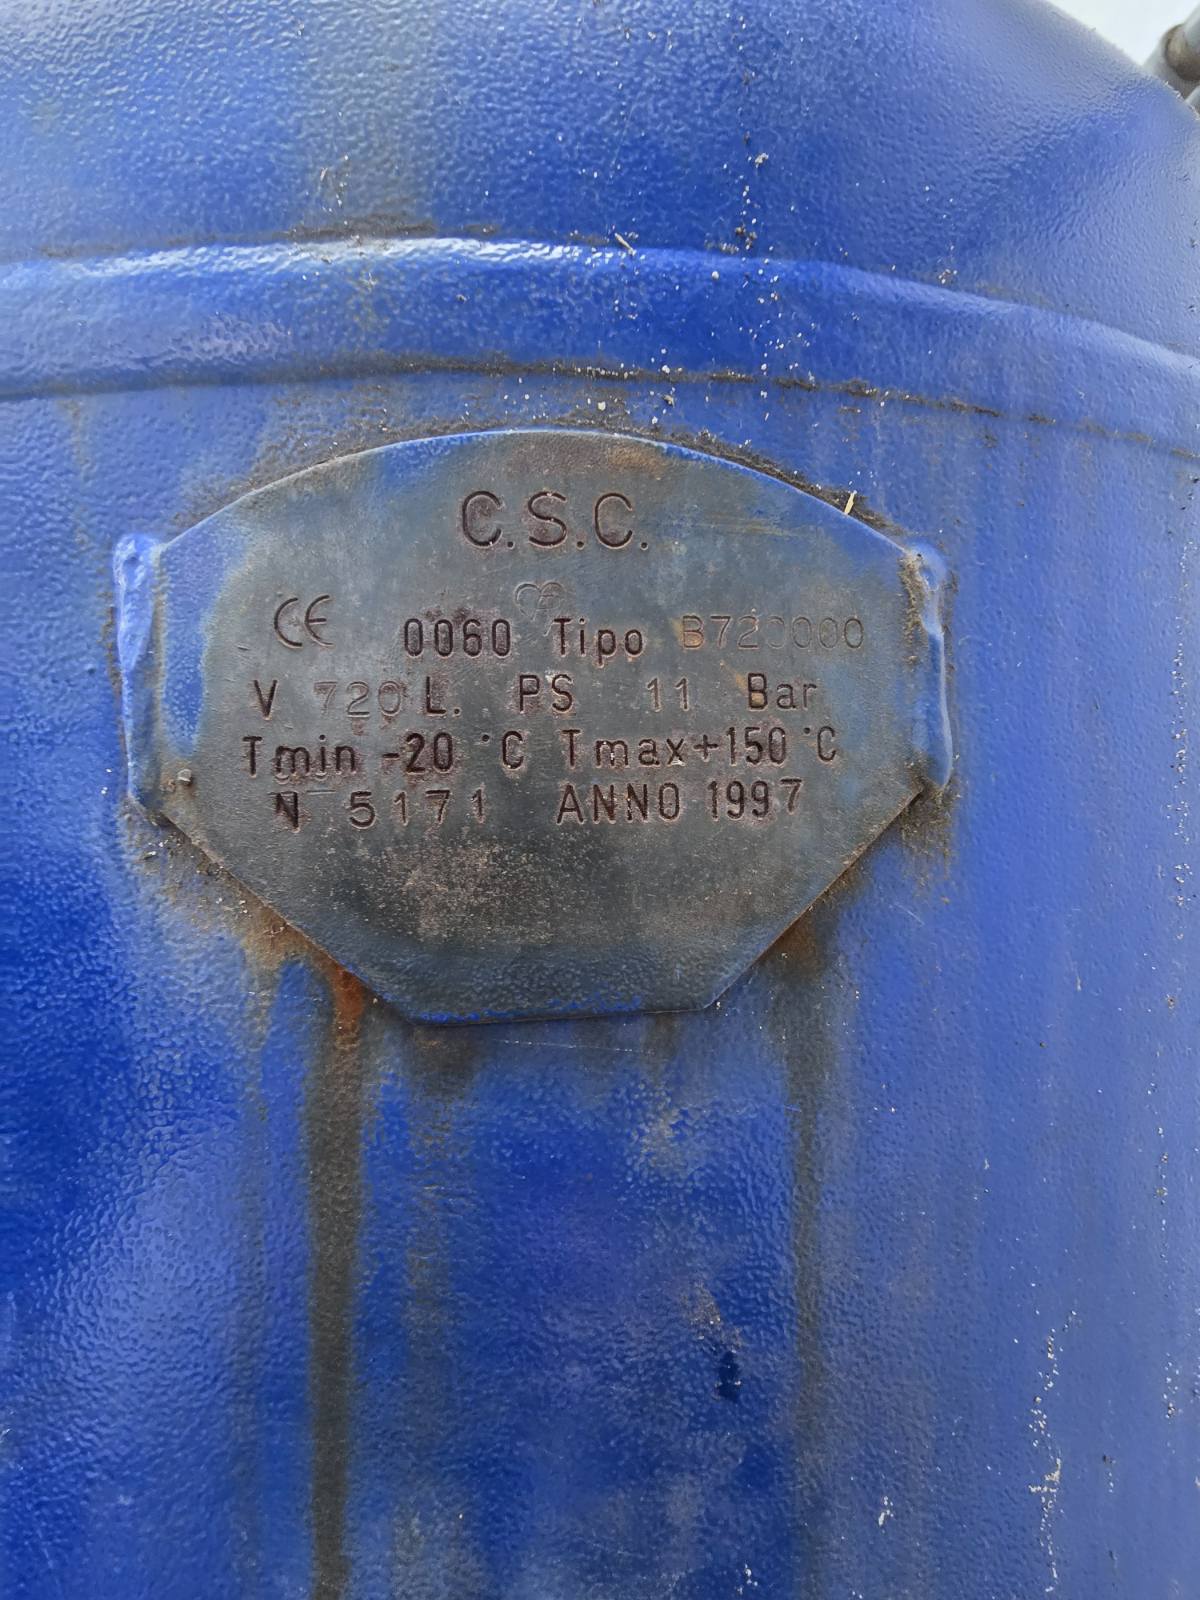 C.S.C.
CE 0060 Tipo B720000
V 720 L. PS 11 Bar
Tmin -20 °C Tmax+150 °C
N 5171 ANNO 1997